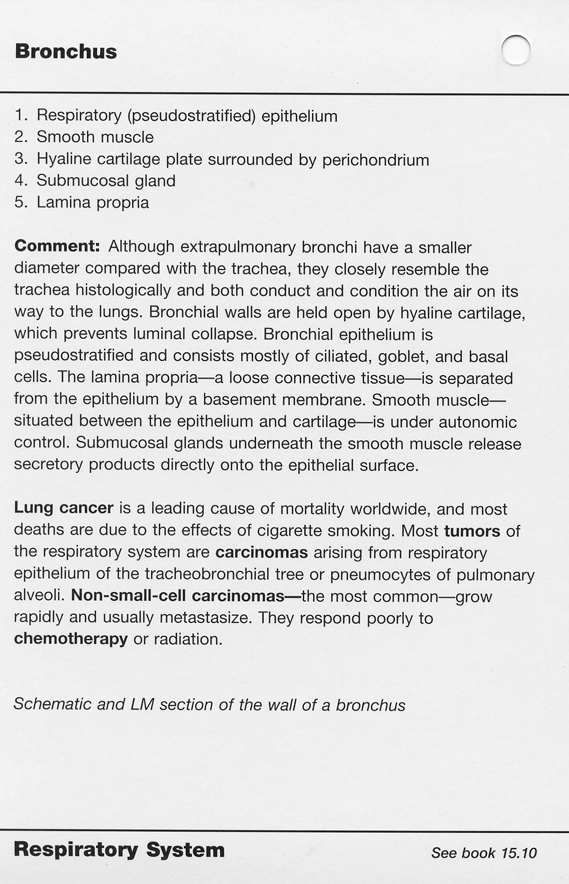 Bronchus
1. Respiratory (pseudostratified) epithelium
2. Smooth muscle
3. Hyaline cartilage plate surrounded by perichondrium
4. Submucosal gland
5. Lamina propria
Comment: Although extrapulmonary bronchi have a smaller
diameter compared with the trachea, they closely resemble the
trachea histologically and both conduct and condition the air on its
way to the lungs. Bronchial walls are held open by hyaline cartilage,
which prevents luminal collapse. Bronchial epithelium is
pseudostratified and consists mostly of ciliated, goblet, and basal
cells. The lamina propria—a loose connective tissue—is separated
from the epithelium by a basement membrane. Smooth muscle—
situated between the epithelium and cartilage—is under autonomic
control. Submucosal glands underneath the smooth muscle release
secretory products directly onto the epithelial surface.
Lung cancer is a leading cause of mortality worldwide, and most
deaths are due to the effects of cigarette smoking. Most tumors of
the respiratory system are carcinomas arising from respiratory
epithelium of the tracheobronchial tree or pneumocytes of pulmonary
alveoli. Non-small-cell carcinomas—the most common—grow
rapidly and usually metastasize. They respond poorly to
chemotherapy or radiation.
Schematic and LM section of the wall of a bronchus
Respiratory System
See book 15.10